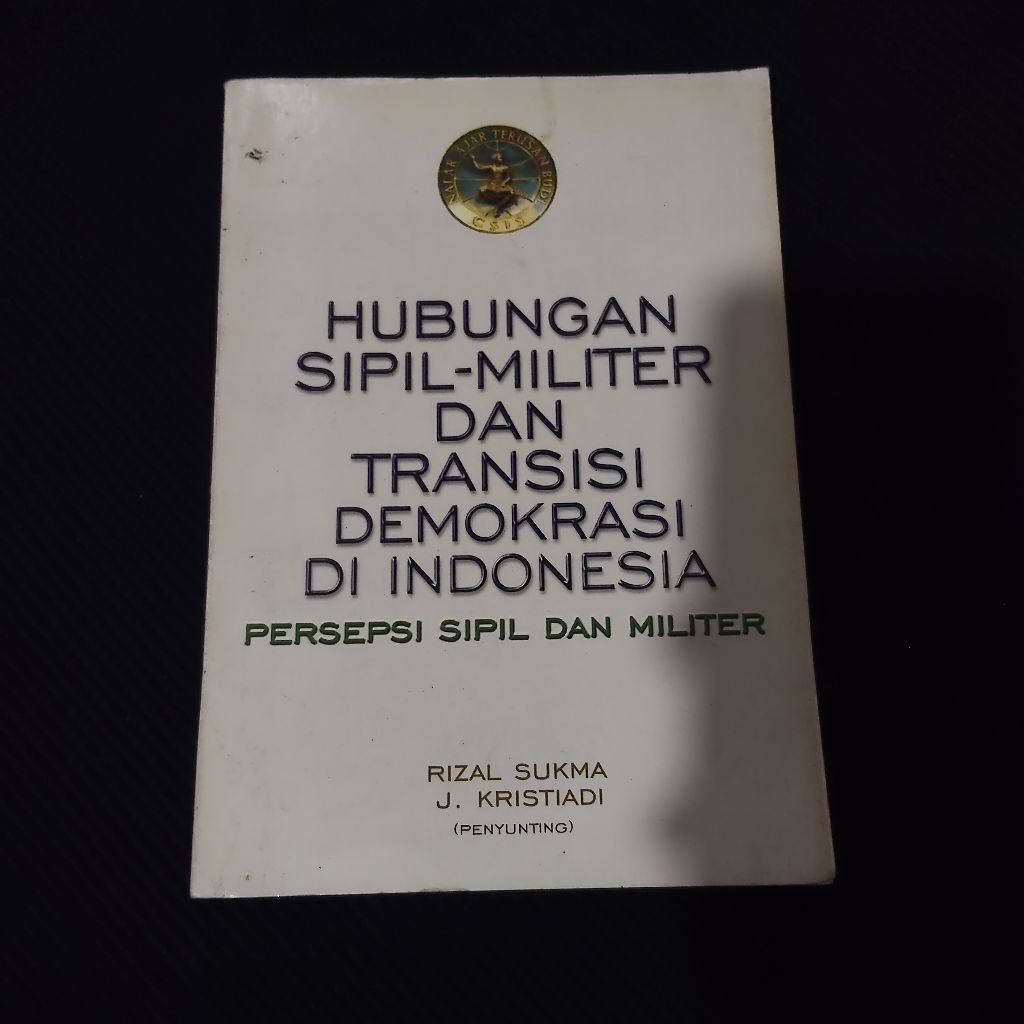 NALAR AJAR TERUSAN BUDI
CSIS
HUBUNGAN
SIPIL-MILITER
DAN
TRANSISI
DEMOKRASI
DI INDONESIA
PERSEPSI SIPIL DAN MILITER
RIZAL SUKMA
J. KRISTIADI
(PENYUNTING)